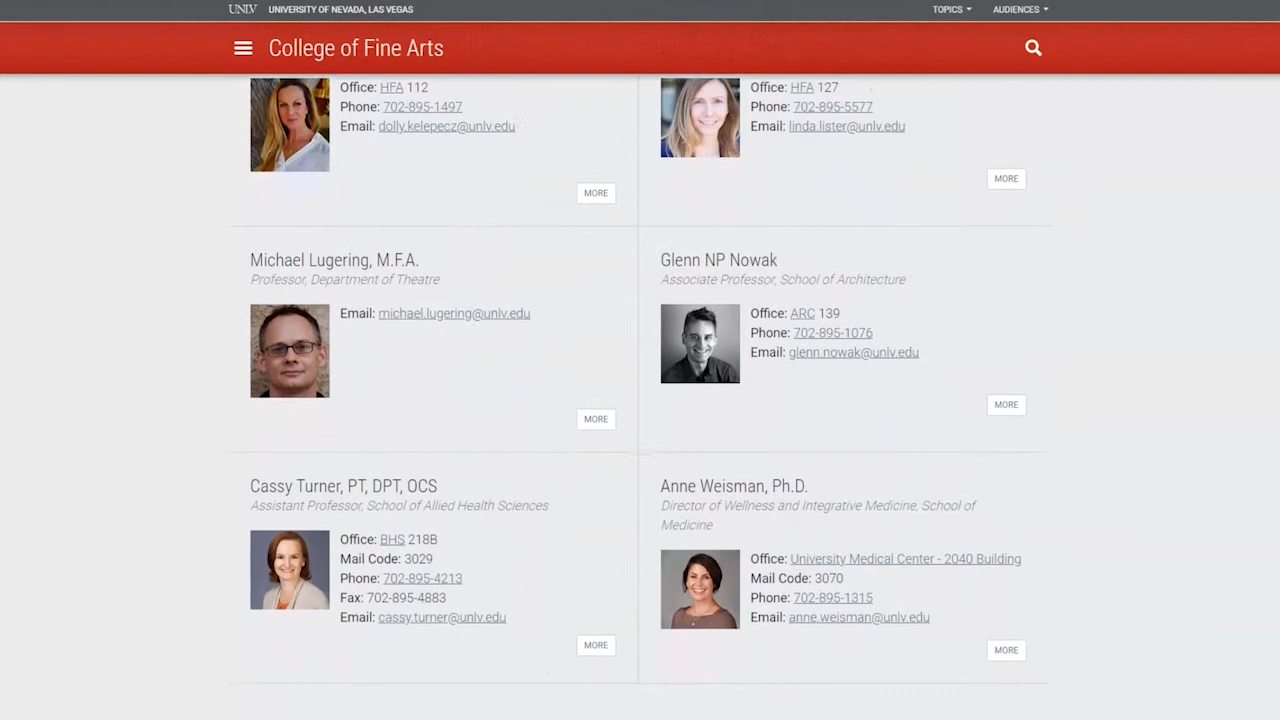 UNLV UNIVERSITY OF NEVADA, LAS VEGAS TOPICS AUDIENCES
College of Fine Arts
Office: HFA 112
Phone: 702-895-1497
Email: dolly.kelepecz@unlv.edu
MORE
Office: HFA 127
Phone: 702-895-5577
Email: linda.lister@unlv.edu
MORE
Michael Lugering, M.F.A.
Professor, Department of Theatre
Email: michael.lugering@unlv.edu
MORE
Glenn NP Nowak
Associate Professor, School of Architecture
Office: ARC 139
Phone: 702-895-1076
Email: glenn.nowak@unlv.edu
MORE
Cassy Turner, PT, DPT, OCS
Assistant Professor, School of Allied Health Sciences
Office: BHS 218B
Mail Code: 3029
Phone: 702-895-4213
Fax: 702-895-4883
Email: cassy.turner@unlv.edu
MORE
Anne Weisman, Ph.D.
Director of Wellness and Integrative Medicine, School of
Medicine
Office: University Medical Center - 2040 Building
Mail Code: 3070
Phone: 702-895-1315
Email: anne.weisman@unlv.edu
MORE